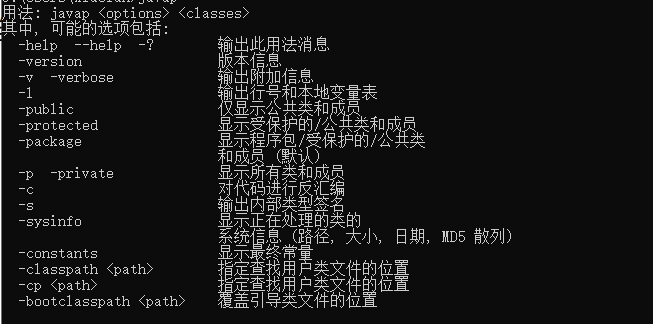 用法: javap <options> <classes>
其中, 可能的选项包括:
-help  --help  -?        输出此用法消息
-version                 版本信息
-v  -verbose             输出附加信息
-l                       输出行号和本地变量表
-public                  仅显示公共类和成员
-protected               显示受保护的/公共类和成员
-package                 显示程序包/受保护的/公共类
和成员 (默认)
-p  -private             显示所有类和成员
-c                       对代码进行反汇编
-s                       输出内部类型签名
-sysinfo                 显示正在处理的类的
系统信息 (路径, 大小, 日期, MD5 散列)
-constants               显示最终常量
-classpath <path>        指定查找用户类文件的位置
-cp <path>               指定查找用户类文件的位置
-bootclasspath <path>    覆盖引导类文件的位置